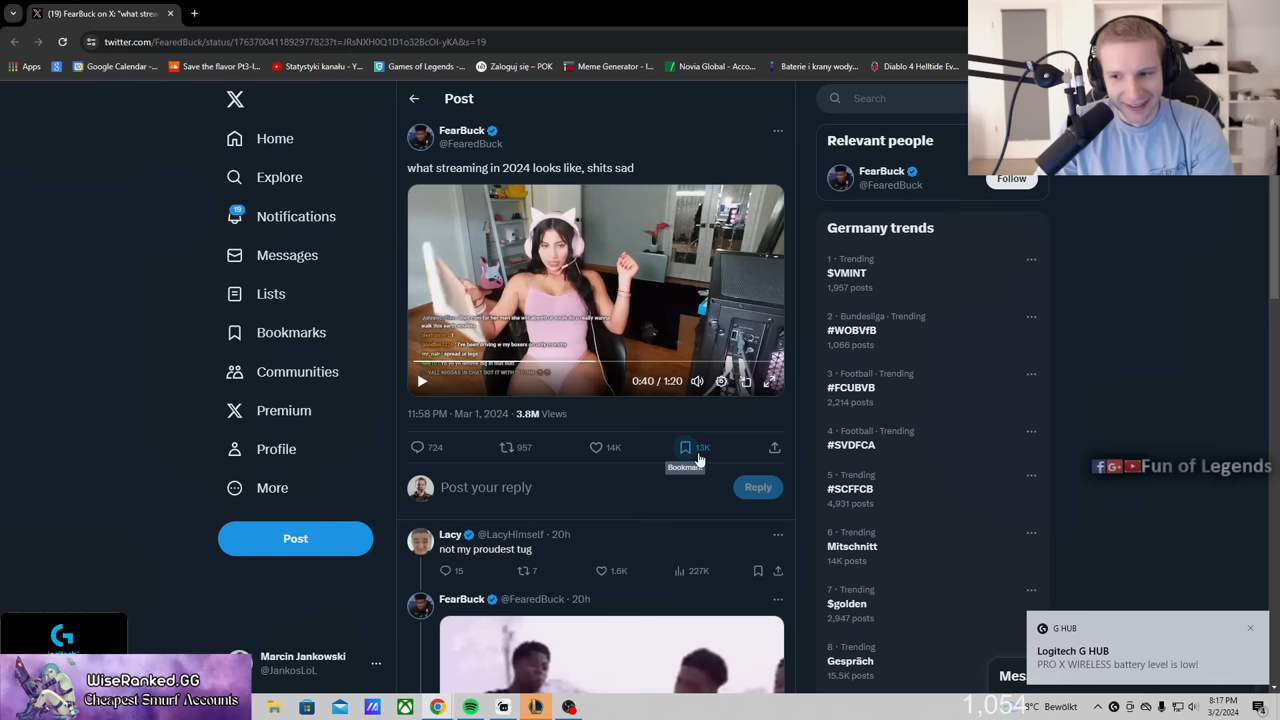 (19) FearBuck on X: "what strea
twitter.com/FearedBuck/status/1763700411892977823?t=JRsNXH0Q1D1o32BcOI-yKA&s=19
Apps
Google Calendar -...
Save the flavor Pt3-I...
Statystyki kanału -...
Games of Legends -...
Zaloguj się – POK
Meme Generator - I...
Novia Global - Acco...
Baterie i krany wody...
Diablo 4 Helltide Ev...
Home
Explore
19
Notifications
Messages
Lists
Bookmarks
Communities
Premium
Profile
More
Post
Marcin Jankowski
@JankosLoL
Post
FearBuck
@FearedBuck
what streaming in 2024 looks like, shits sad
0:40 / 1:20
11:58 PM · Mar 1, 2024 · 3.8M Views
724
957
14K
13K
Bookmark
Post your reply
Reply
Lacy @LacyHimself · 20h
not my proudest tug
15
7
1.6K
227K
FearBuck @FearedBuck · 20h
Search
Relevant people
FearBuck
@FearedBuck
Follow
Germany trends
1 · Trending
$VMINT
1,957 posts
2 · Bundesliga · Trending
#WOBVfB
1,066 posts
3 · Football · Trending
#FCUBVB
2,214 posts
4 · Football · Trending
#SVDFCA
5 · Trending
#SCFFCB
4,931 posts
6 · Trending
Mitschnitt
14K posts
7 · Trending
$golden
2,947 posts
8 · Trending
Gespräch
15.5K posts
Mes
Fun of Legends
G HUB
Logitech G HUB
PRO X WIRELESS battery level is low!
WiseRanked.GG
Cheapest Smurf Accounts
1,054
Bewölkt
8:17 PM
3/2/2024
4